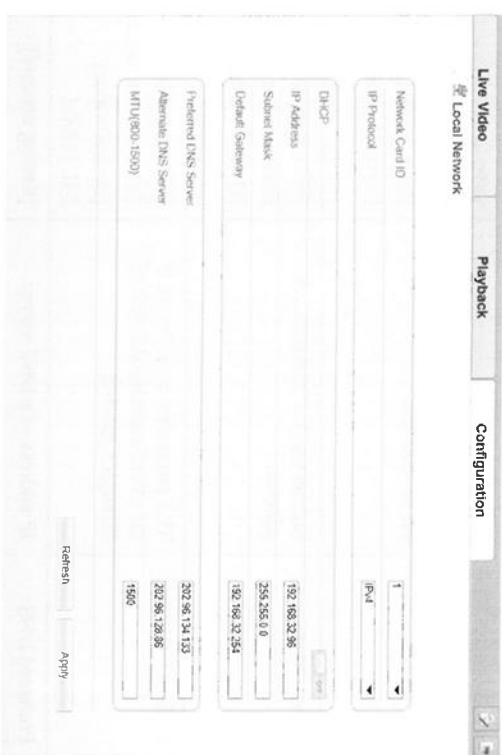 Live Video Playback Configuration
Local Network
Network Card ID 1
IP Protocol IPv4
DHCP
IP Address 192.168.32.96
Subnet Mask 255.255.0.0
Default Gateway 192.168.32.254
Preferred DNS Server 202.96.134.133
Alternate DNS Server 202.96.128.86
MTU(800-1500) 1500
Refresh Apply